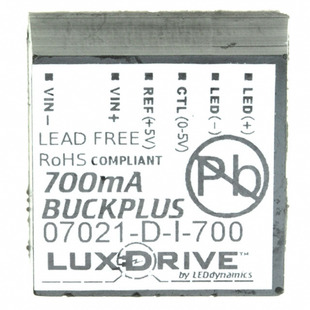 VIN-
VIN+
REF(+5V)
CTL (0-5V)
LED(-)
LED(+)
LEAD FREE
RoHS COMPLIANT
Pb
700mA
BUCKPLUS
07021-D-I-700
LUXDRIVE™
by LEDdynamics